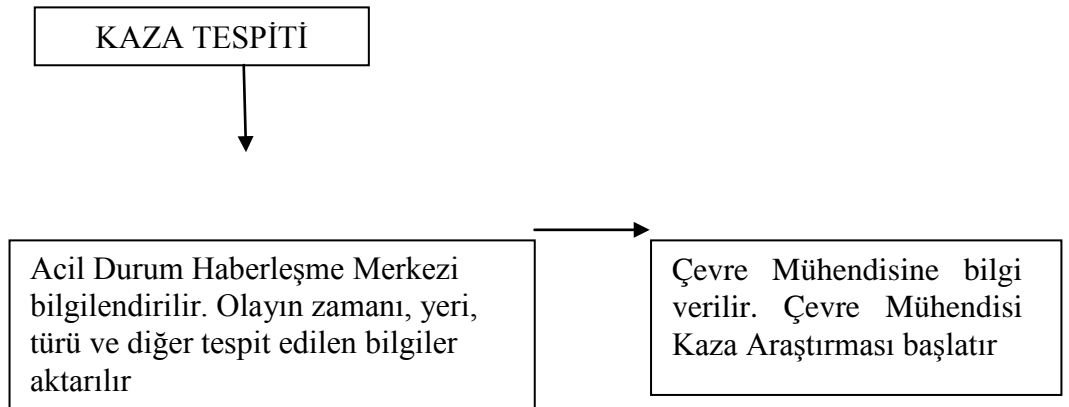 KAZA TESPİTİ
Acil Durum Haberleşme Merkezi
bilgilendirilir. Olayın zamanı, yeri,
türü ve diğer tespit edilen bilgiler
aktarılır
Çevre Mühendisine bilgi
verilir. Çevre Mühendisi
Kaza Araştırması başlatır